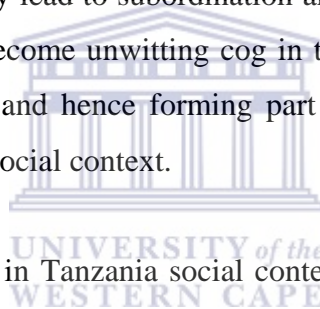 y lead to subordination a
ecome unwitting cog in t
and hence forming part
ocial context.
UNIVERSITY of the
in Tanzania social conte
WESTERN CAPE